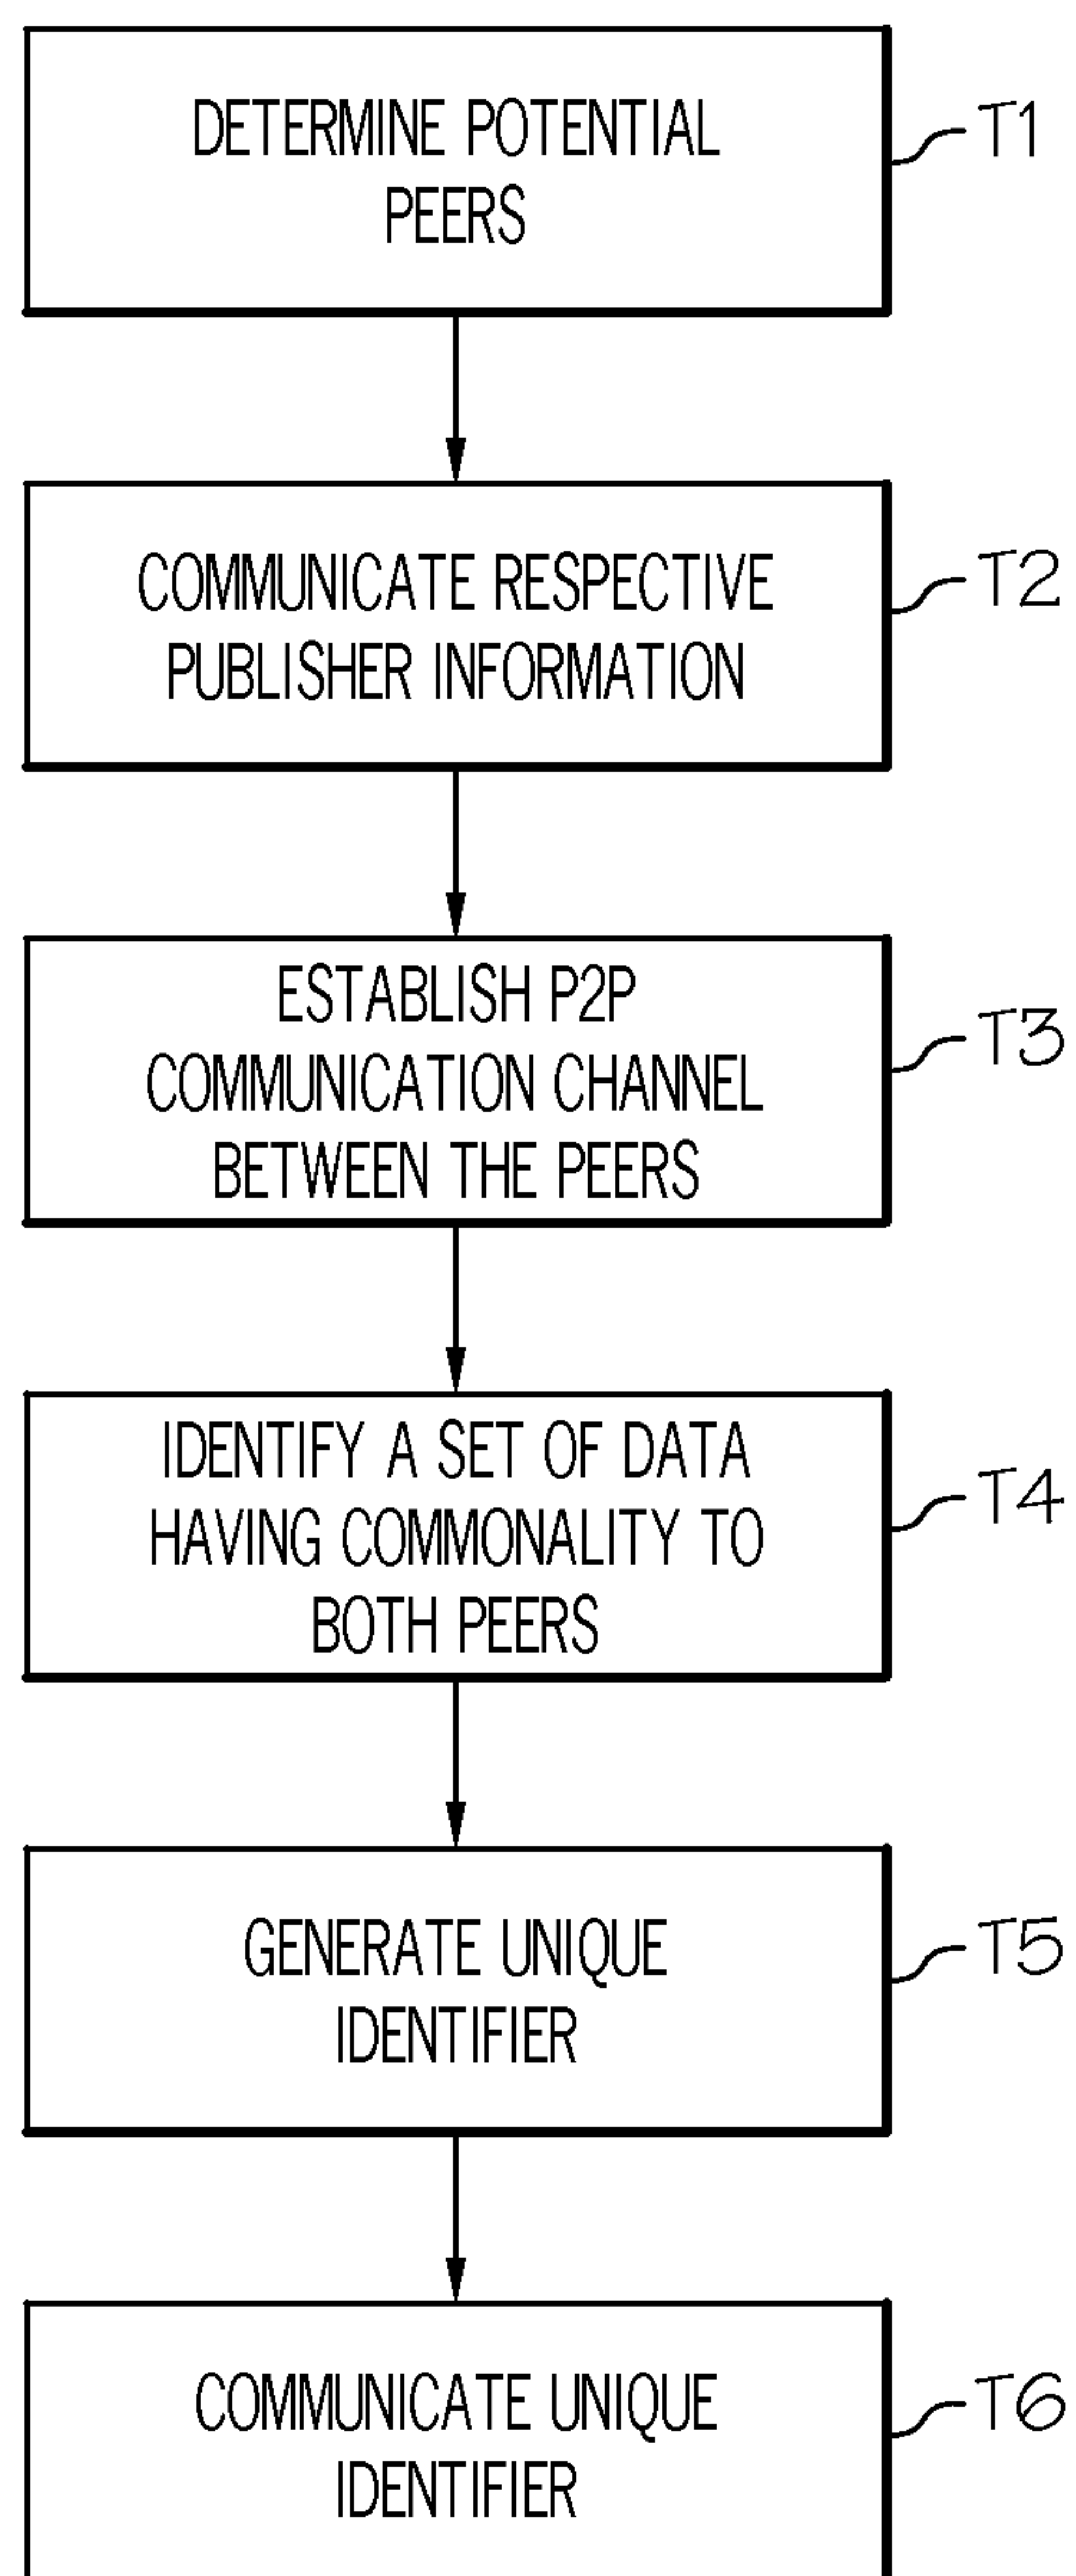 DETERMINE POTENTIAL
PEERS
T1
COMMUNICATE RESPECTIVE
PUBLISHER INFORMATION
T2
ESTABLISH P2P
COMMUNICATION CHANNEL
BETWEEN THE PEERS
T3
IDENTIFY A SET OF DATA
HAVING COMMONALITY TO
BOTH PEERS
T4
GENERATE UNIQUE
IDENTIFIER
T5
COMMUNICATE UNIQUE
IDENTIFIER
T6